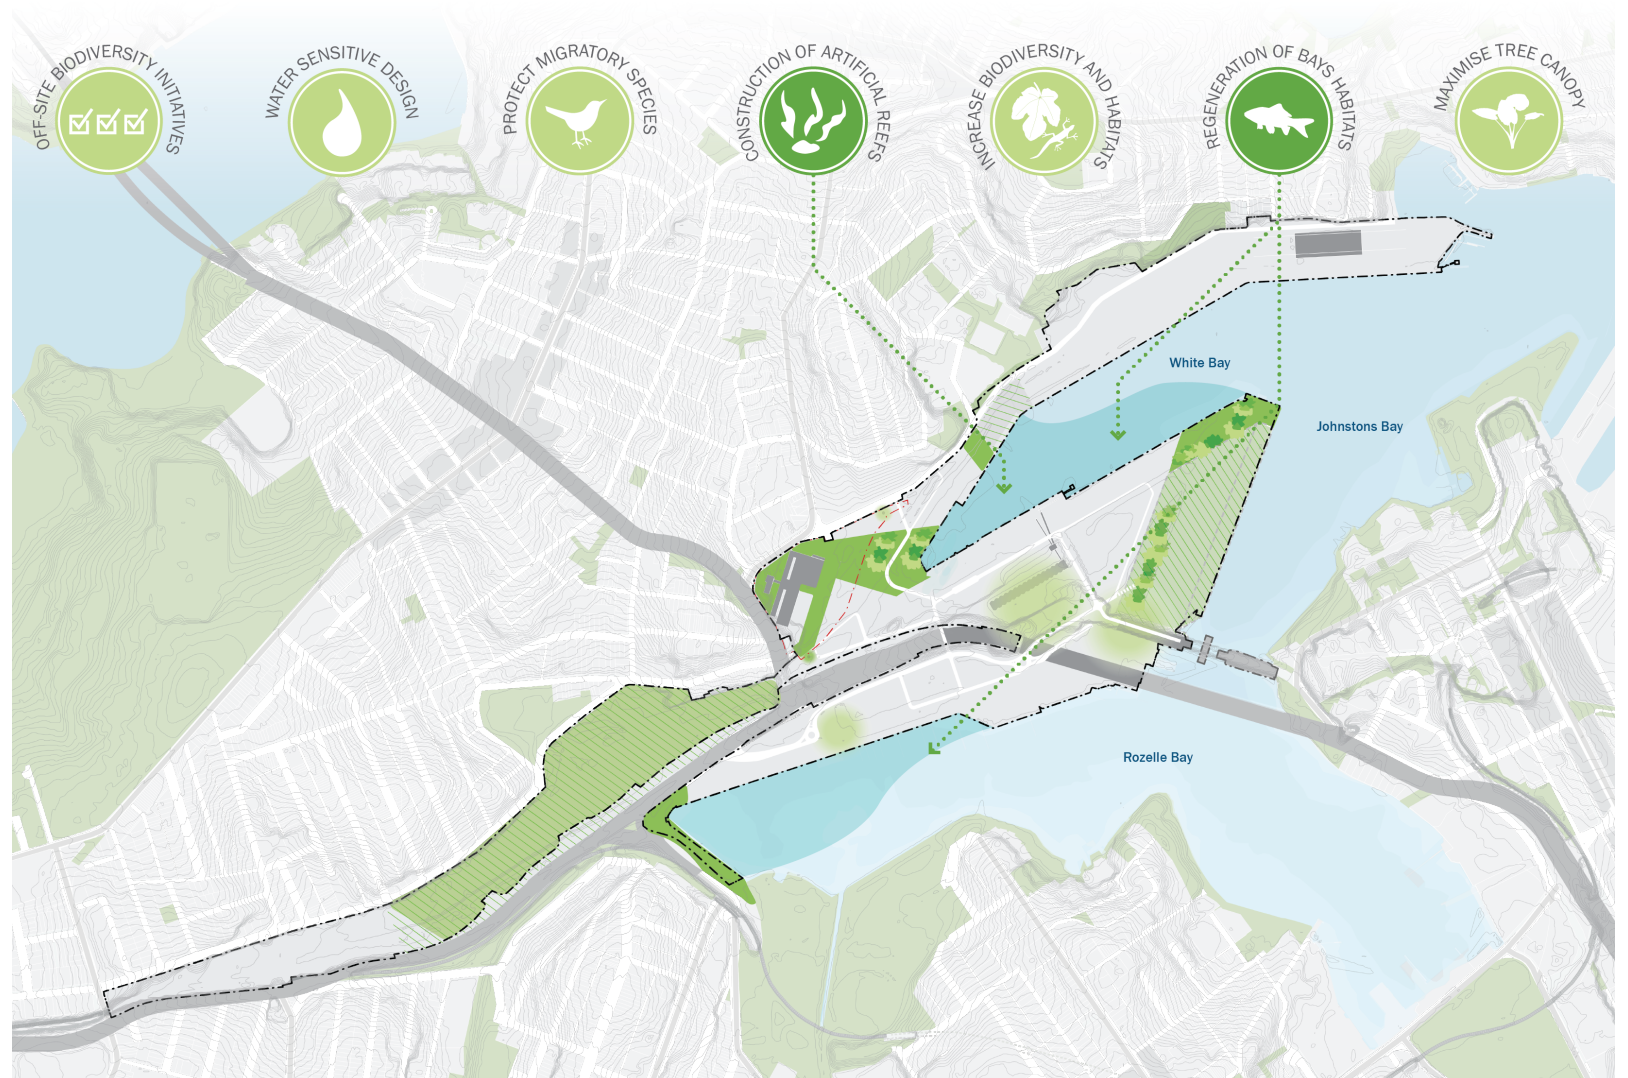 OFF-SITE BIODIVERSITY INITIATIVES
WATER SENSITIVE DESIGN
PROTECT MIGRATORY SPECIES
CONSTRUCTION OF ARTIFICIAL REEFS
INCREASE BIODIVERSITY AND HABITATS
REGENERATION OF BAYS HABITATS
MAXIMISE TREE CANOPY
White Bay
Johnstons Bay
Rozelle Bay